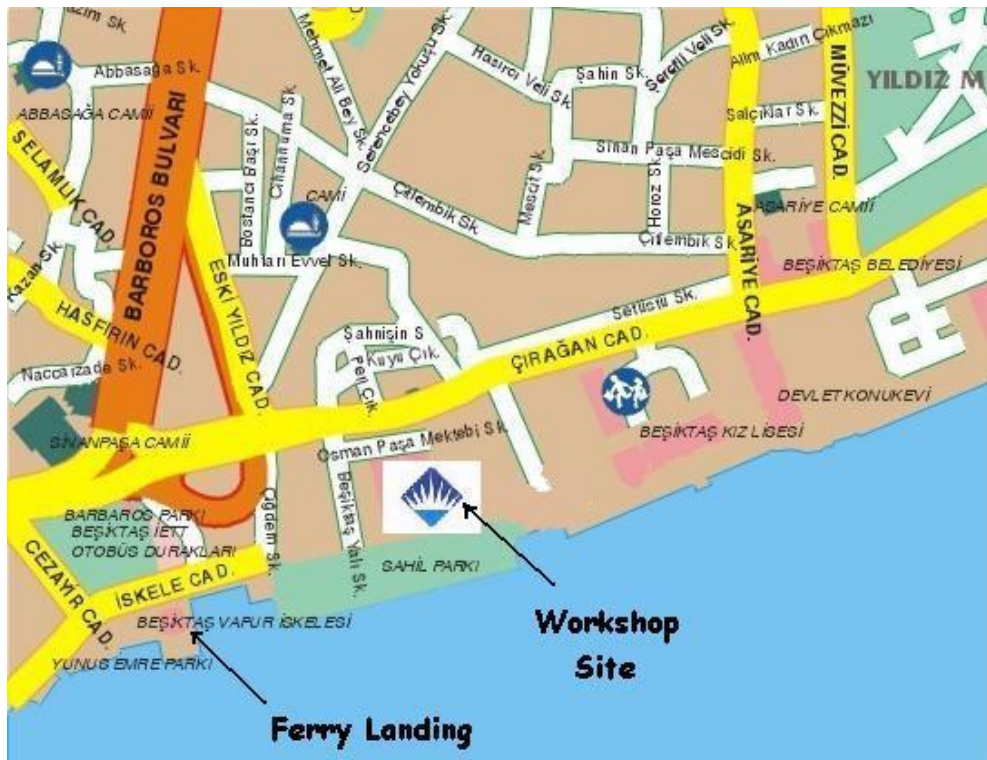 Abbasağa Sk.
ABBASAĞA CAMİİ
SELAMLIK CAD.
BARBOROS BULVARI
Mehmet Ali Bey Sk.
Serencebey Yokuşu Sk.
Hasırcı Veli Sk.
Şahin Sk.
Şerefli Veli Sk.
Alim Kadın Çıkmazı
MÜVEZZİ CAD.
YILDIZ M
Salçıklar Sk.
Sinan Paşa Mescidi Sk.
Bostancı Başı Sk.
Cihannüma Sk.
CAMİ
Çitlembik Sk.
Mescit Sk.
Horoz Sk.
ASARİYE CAMİİ
Çitlembik Sk.
ASARİYE CAD.
BEŞİKTAŞ BELEDİYESİ
Muhtarı Evvel Sk.
Kazan Sk.
HASFIRIN CAD.
ESKİ YILDIZ CAD.
Setüstü Sk.
Şahnişin S
Kuyu Çık.
Peri Çık.
ÇIRAĞAN CAD.
Naccarzade Sk.
DEVLET KONUKEVİ
BEŞİKTAŞ KIZ LİSESİ
SİNANPAŞA CAMİİ
Osman Paşa Mektebi Sk.
Beşiktaş Yalı Sk.
Çiğdem Sk.
BARBAROS PARKI
BEŞİKTAŞ İETT
OTOBÜS DURAKLARI
CEZAYİR CAD.
İSKELE CAD.
SAHİL PARKI
BEŞİKTAŞ VAPUR İSKELESİ
YUNUS EMRE PARKI
Workshop
Site
Ferry Landing